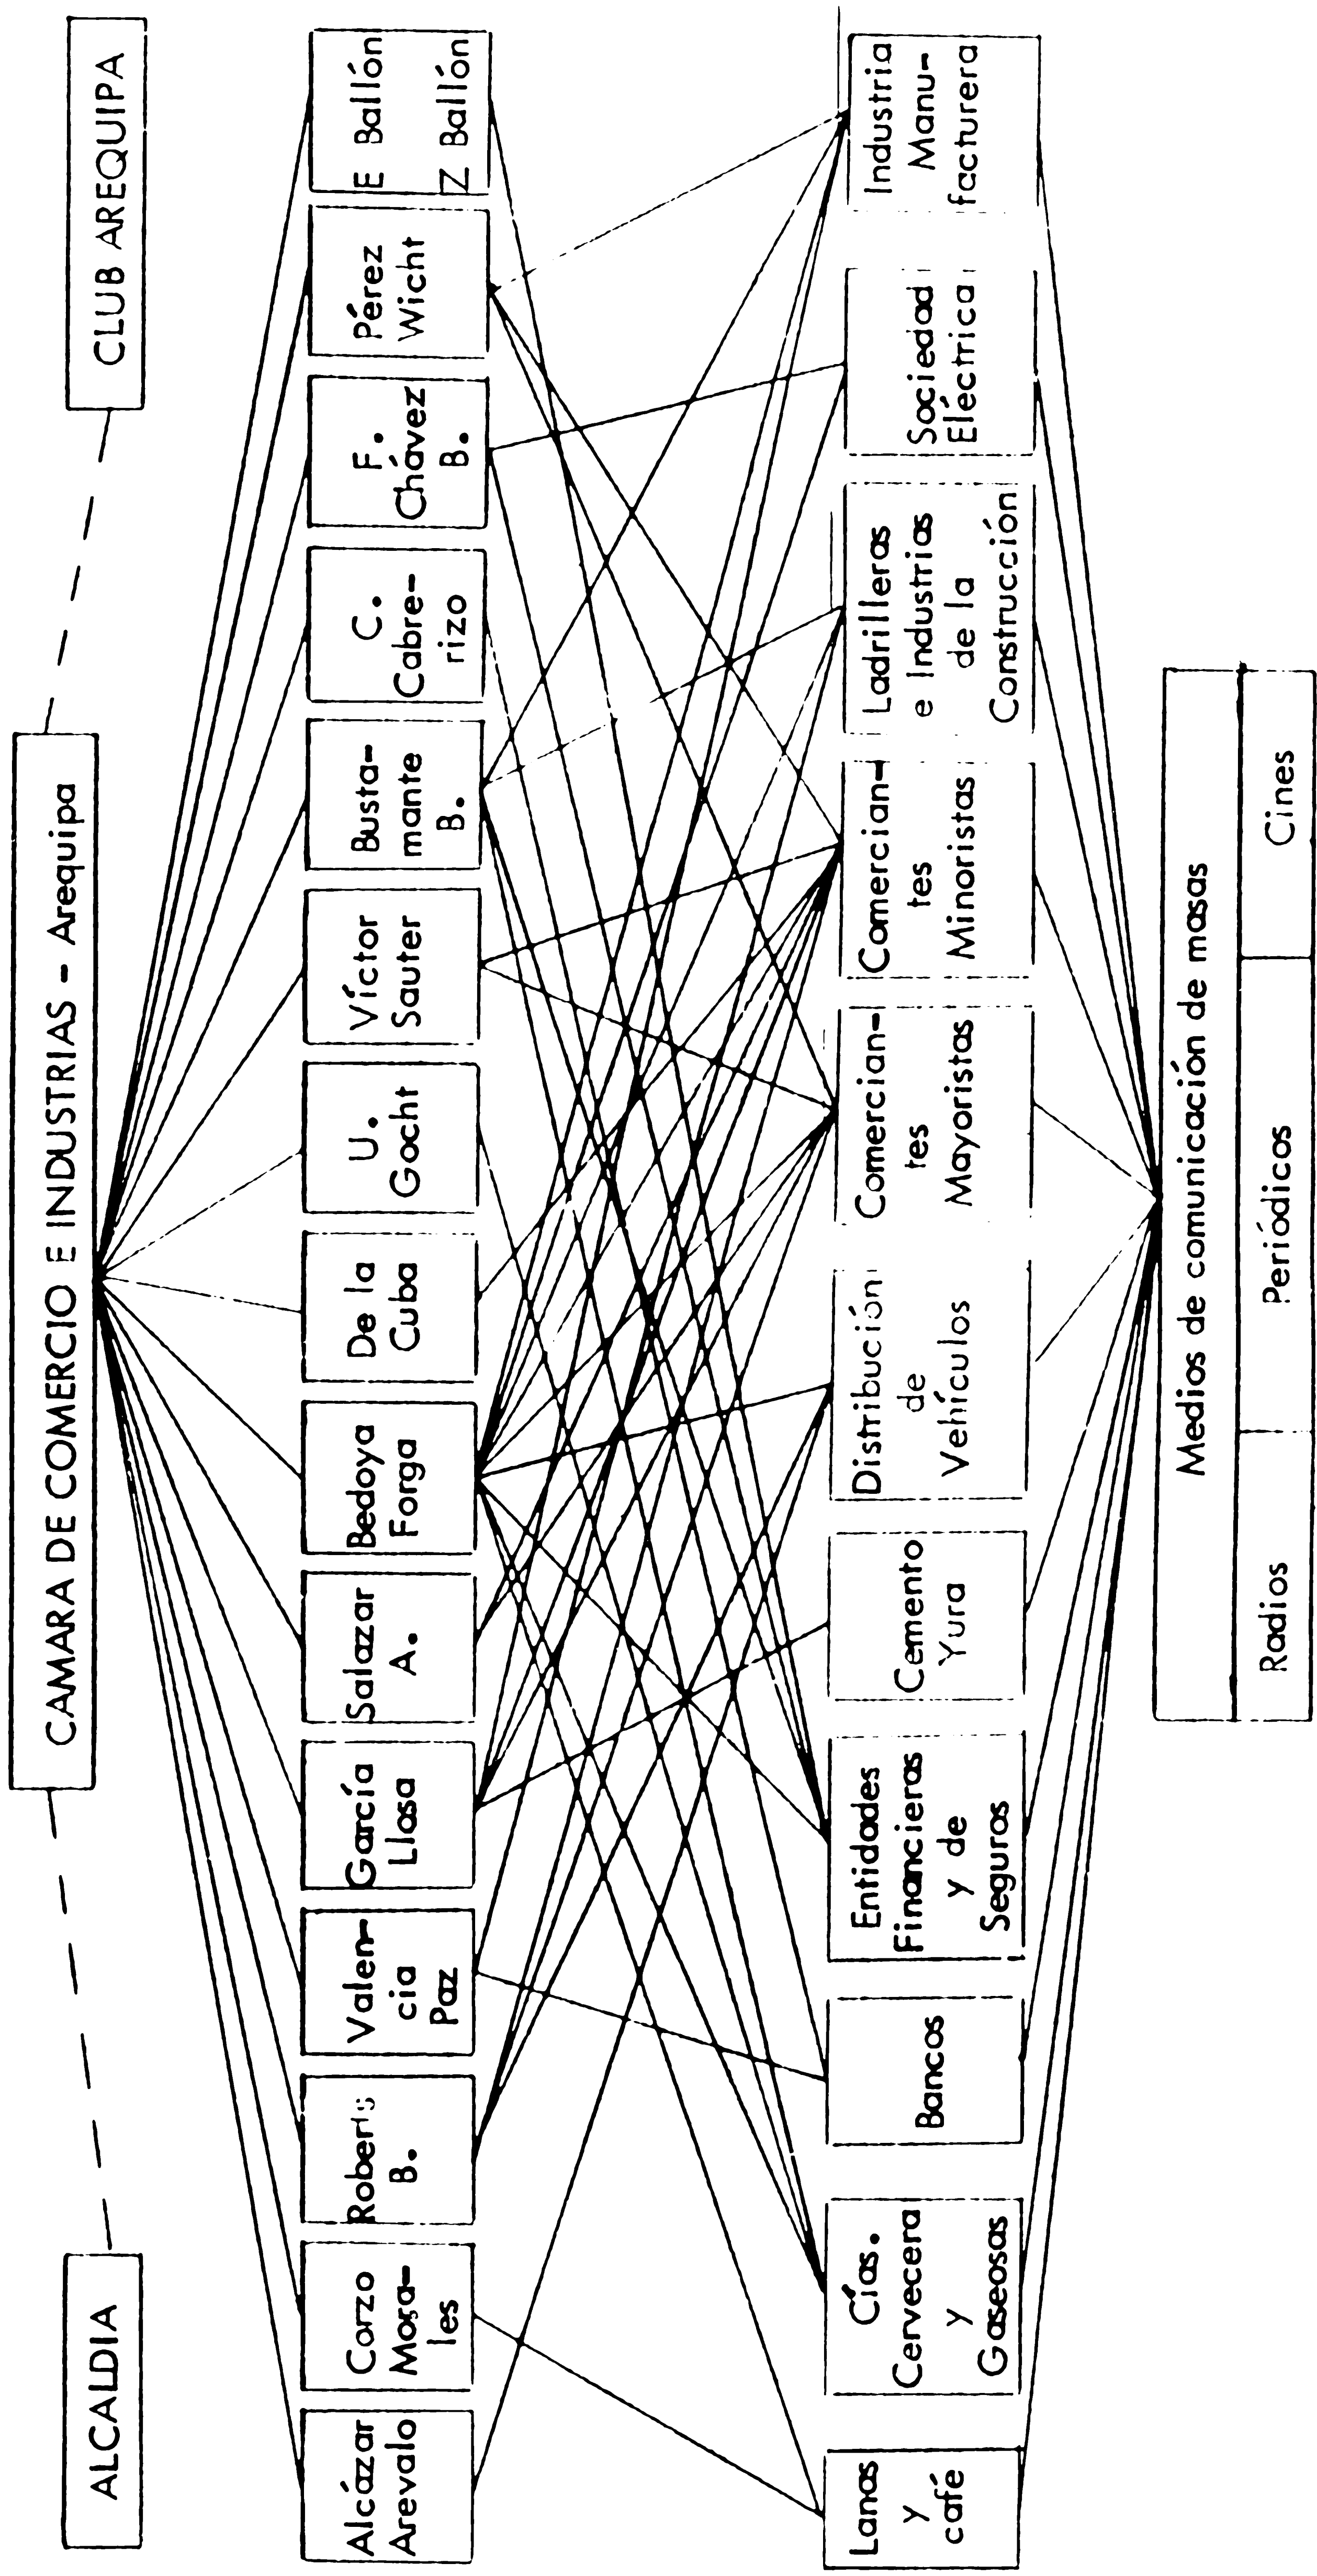 ALCALDIA
CAMARA DE COMERCIO E INDUSTRIAS - Arequipa
CLUB AREQUIPA
Alcázar
Arevalo
Corzo
Mora-
les
Roberts
B.
Valen-
cia
Paz
García
Llosa
Salazar
A.
Bedoya
Forga
De la
Cuba
U.
Gocht
Víctor
Sauter
Busta-
mante
B.
C.
Cabre-
rizo
F.
Chávez
B.
Pérez
Wicht
E Ballón
Z Ballón
Lanas
y
café
Cías.
Cervecera
y
Gaseosas
Bancos
Entidades
Financieras
y de
Seguros
Cemento
Yura
Distribución
de
Vehículos
Comercian-
tes
Mayoristas
Comercian-
tes
Minoristas
Ladrilleros
e Industrias
de la
Construcción
Sociedad
Eléctrica
Industria
Manu-
facturera
Medios de comunicación de masas
Radios
Periódicos
Cines